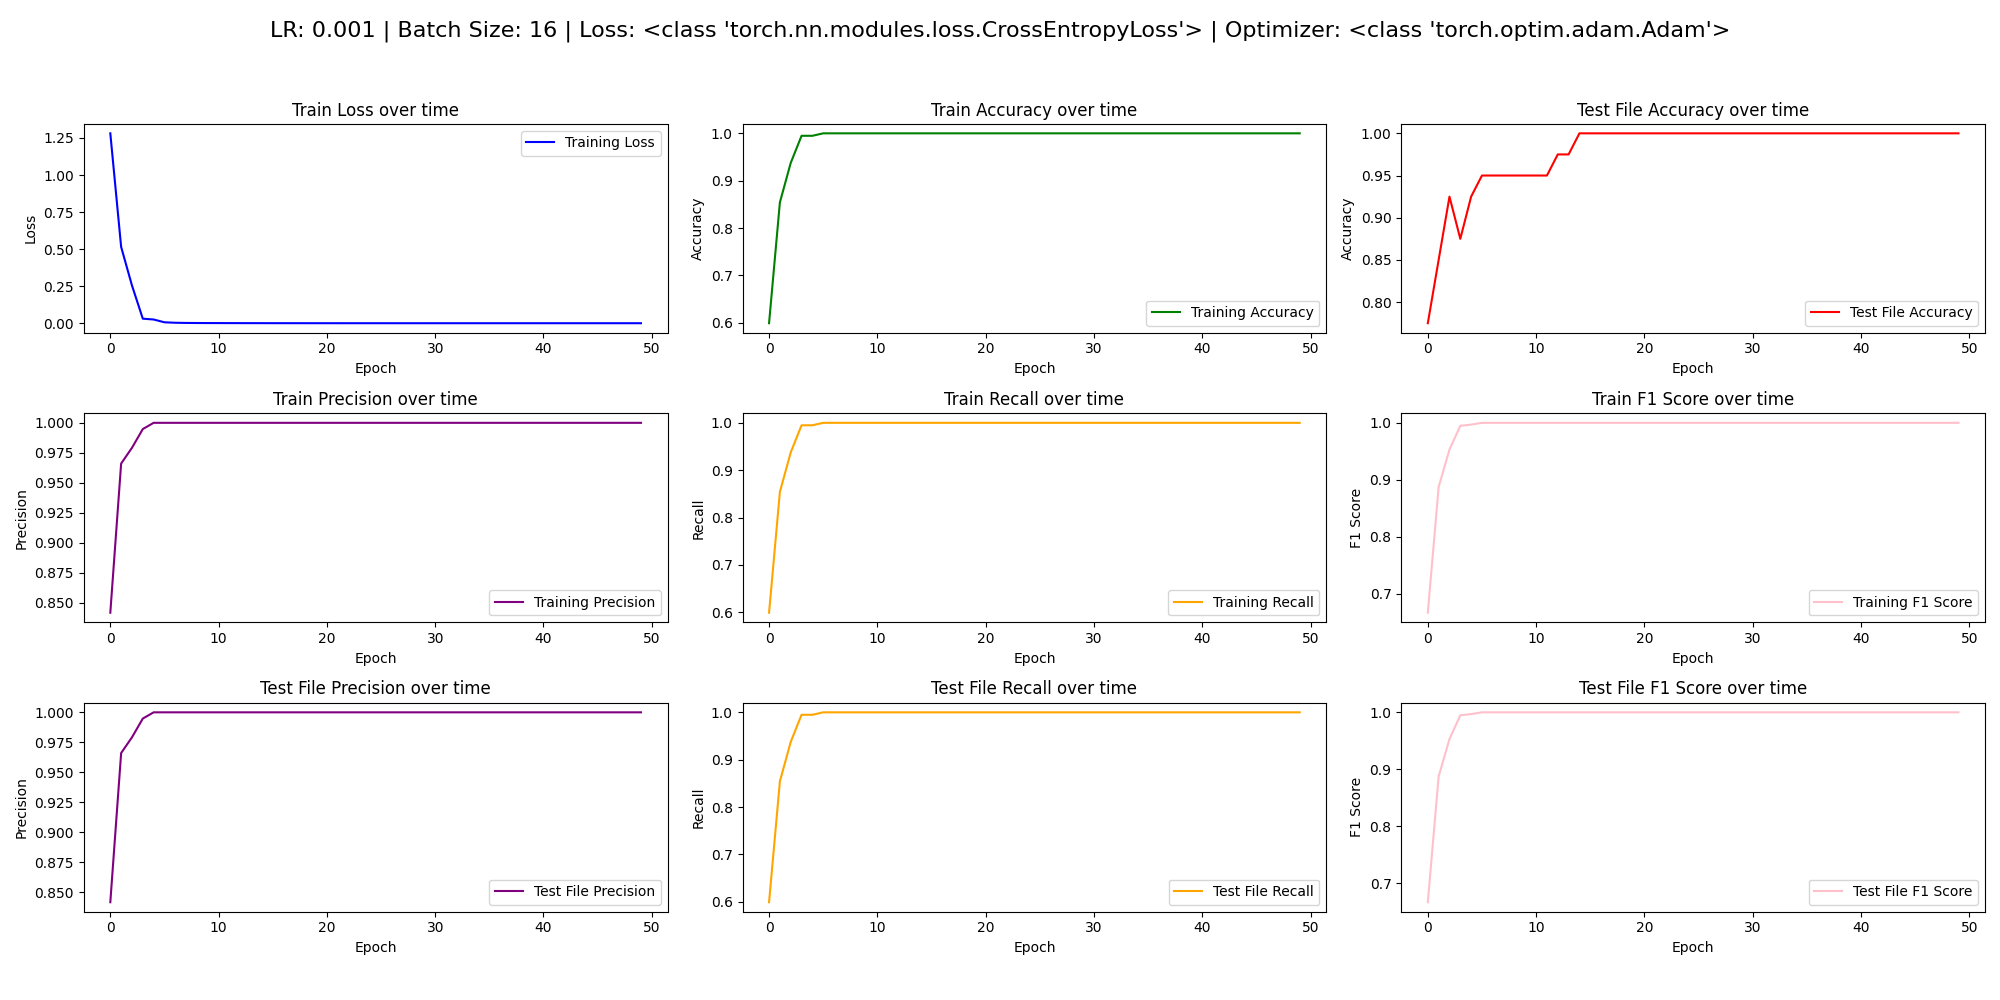 LR: 0.001 | Batch Size: 16 | Loss: <class 'torch.nn.modules.loss.CrossEntropyLoss'> | Optimizer: <class 'torch.optim.adam.Adam'>
Train Loss over time
Loss
1.25
1.00
0.75
0.50
0.25
0.00
Training Loss
0 10 20 30 40 50
Epoch
Train Accuracy over time
Accuracy
1.0
0.9
0.8
0.7
0.6
Training Accuracy
0 10 20 30 40 50
Epoch
Test File Accuracy over time
Accuracy
1.00
0.95
0.90
0.85
0.80
Test File Accuracy
0 10 20 30 40 50
Epoch
Train Precision over time
Precision
1.000
0.975
0.950
0.925
0.900
0.875
0.850
Training Precision
0 10 20 30 40 50
Epoch
Train Recall over time
Recall
1.0
0.9
0.8
0.7
0.6
Training Recall
0 10 20 30 40 50
Epoch
Train F1 Score over time
F1 Score
1.0
0.9
0.8
0.7
Training F1 Score
0 10 20 30 40 50
Epoch
Test File Precision over time
Precision
1.000
0.975
0.950
0.925
0.900
0.875
0.850
Test File Precision
0 10 20 30 40 50
Epoch
Test File Recall over time
Recall
1.0
0.9
0.8
0.7
0.6
Test File Recall
0 10 20 30 40 50
Epoch
Test File F1 Score over time
F1 Score
1.0
0.9
0.8
0.7
Test File F1 Score
0 10 20 30 40 50
Epoch